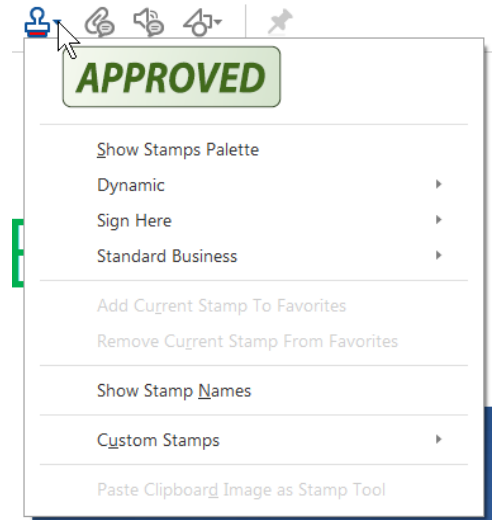 APPROVED
Show Stamps Palette
Dynamic
Sign Here
Standard Business
Add Current Stamp To Favorites
Remove Current Stamp From Favorites
Show Stamp Names
Custom Stamps
Paste Clipboard Image as Stamp Tool